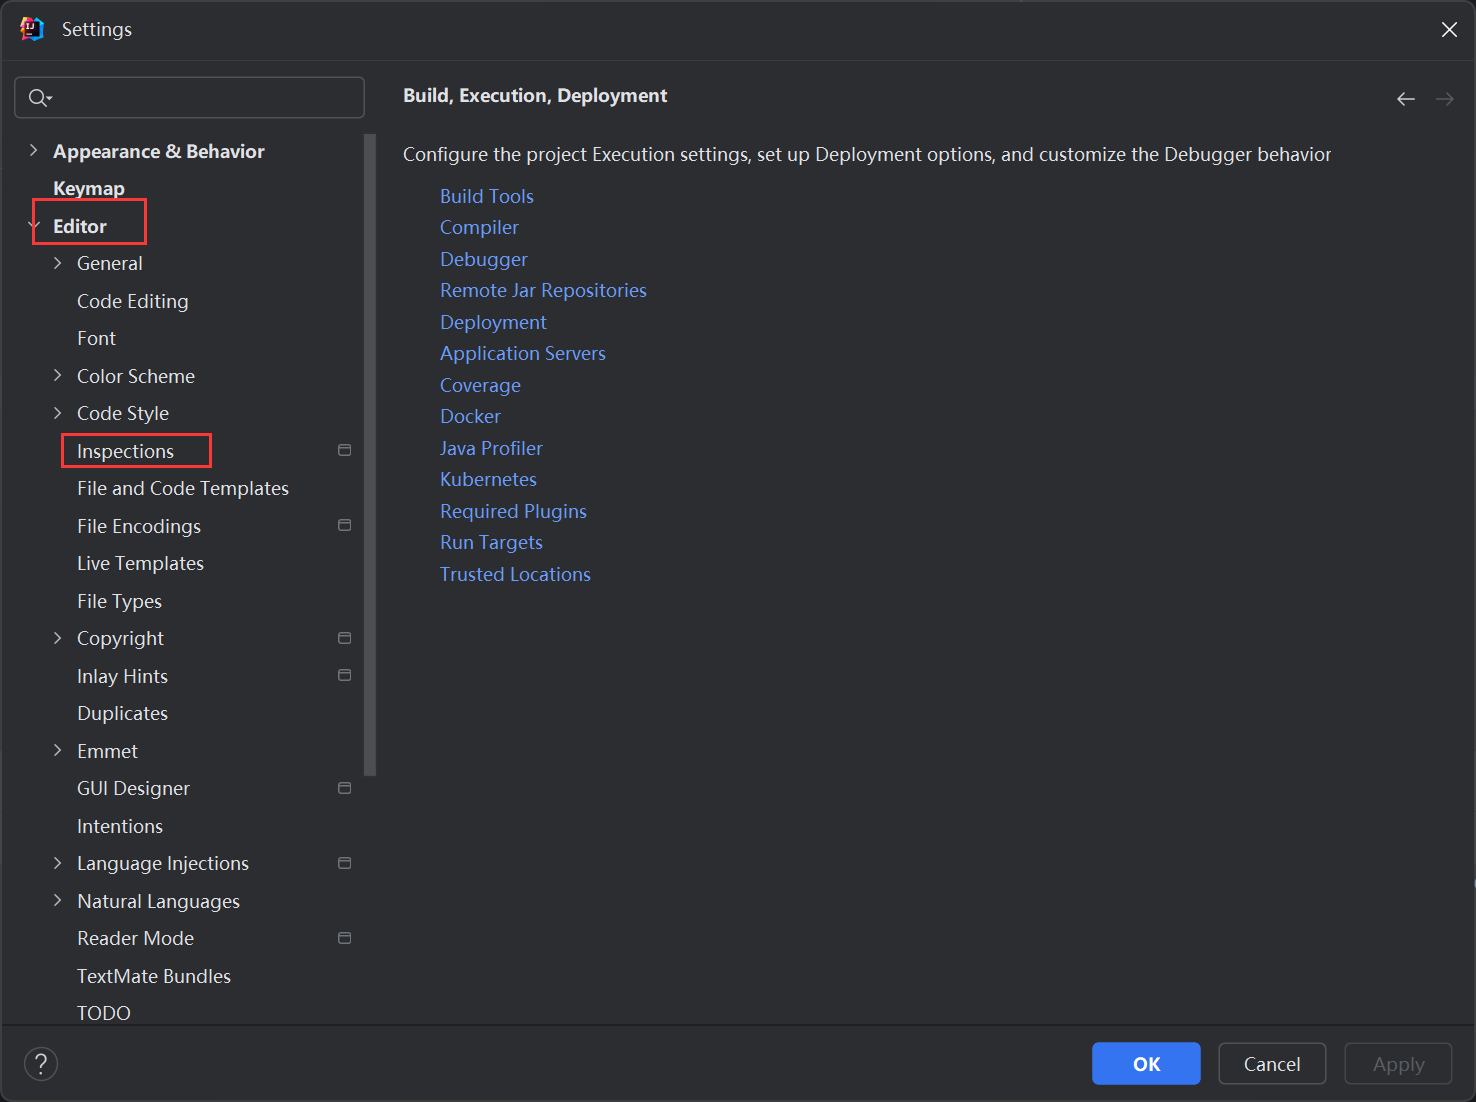 Settings
Appearance & Behavior
Keymap
Editor
General
Code Editing
Font
Color Scheme
Code Style
Inspections
File and Code Templates
File Encodings
Live Templates
File Types
Copyright
Inlay Hints
Duplicates
Emmet
GUI Designer
Intentions
Language Injections
Natural Languages
Reader Mode
TextMate Bundles
TODO
Build, Execution, Deployment
Configure the project Execution settings, set up Deployment options, and customize the Debugger behavior
Build Tools
Compiler
Debugger
Remote Jar Repositories
Deployment
Application Servers
Coverage
Docker
Java Profiler
Kubernetes
Required Plugins
Run Targets
Trusted Locations
?
OK
Cancel
Apply